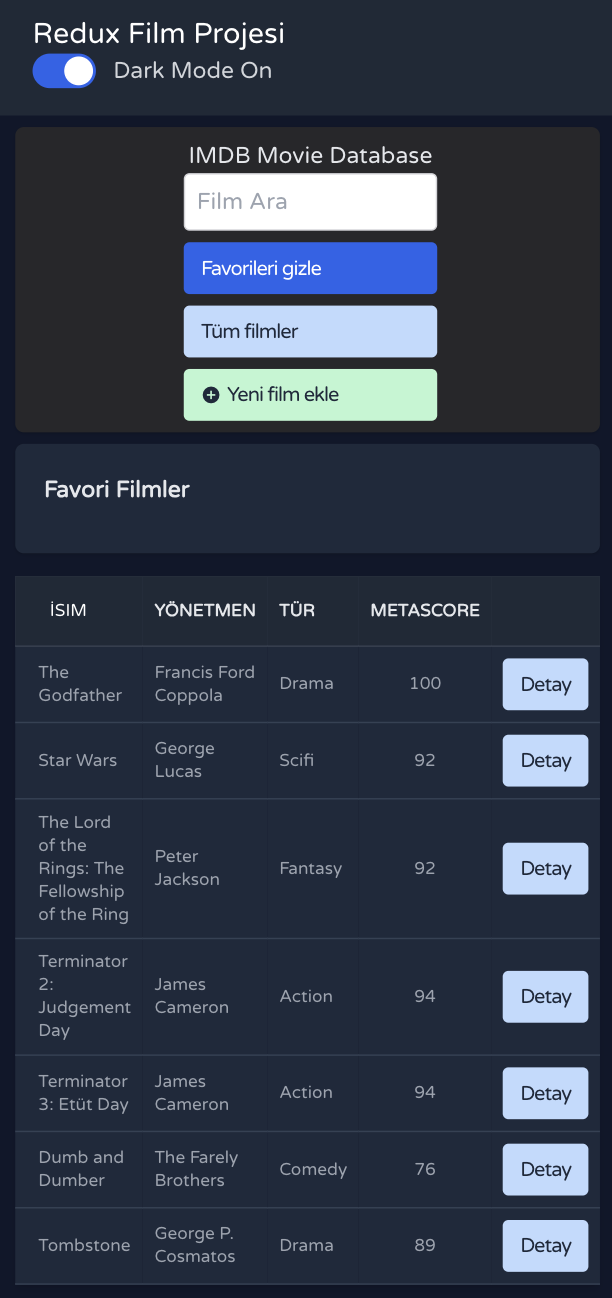 Redux Film Projesi
Dark Mode On
IMDB Movie Database
Film Ara
Favorileri gizle
Tüm filmler
Yeni film ekle
Favori Filmler
İSIM YÖNETMEN TÜR METASCORE
The Godfather Francis Ford Coppola Drama 100 Detay
Star Wars George Lucas Scifi 92 Detay
The Lord of the Rings: The Fellowship of the Ring Peter Jackson Fantasy 92 Detay
Terminator 2: Judgement Day James Cameron Action 94 Detay
Terminator 3: Etüt Day James Cameron Action 94 Detay
Dumb and Dumber The Farely Brothers Comedy 76 Detay
Tombstone George P. Cosmatos Drama 89 Detay